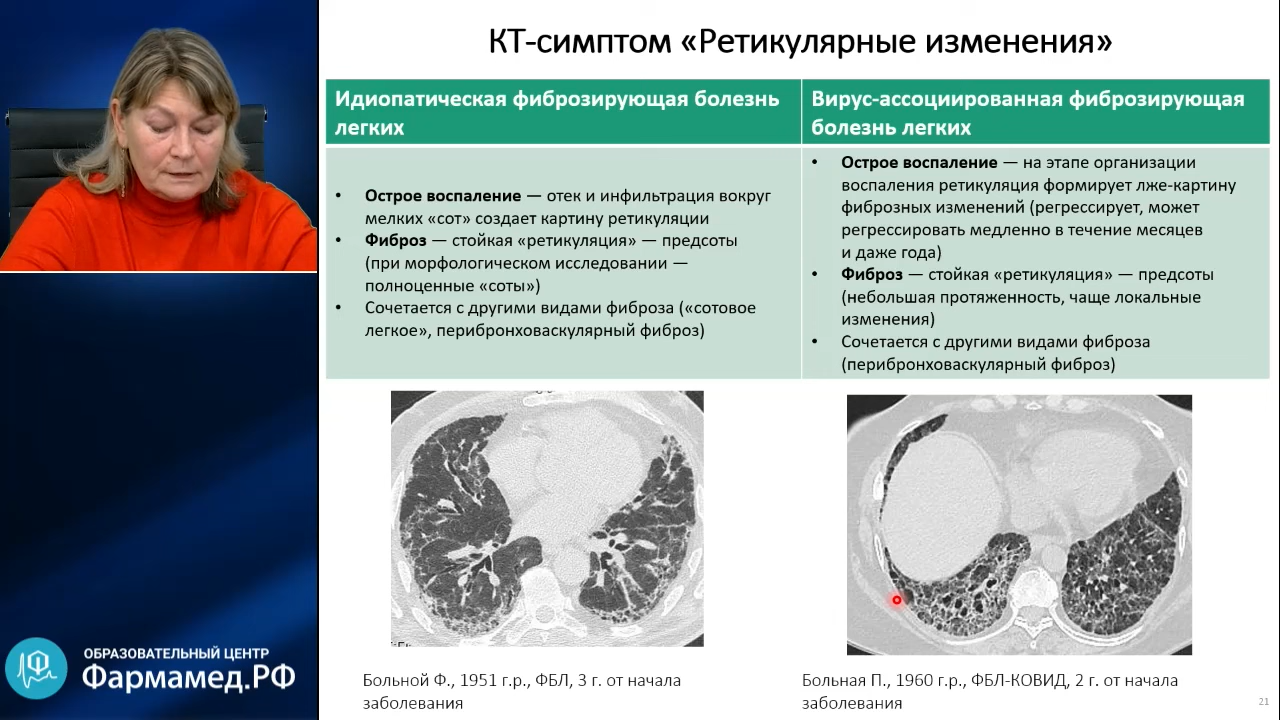 КТ-симптом «Ретикулярные изменения»
Идиопатическая фиброзирующая болезнь
легких
Вирус-ассоциированная фиброзирующая
болезнь легких
• Острое воспаление — отек и инфильтрация вокруг
мелких «сот» создает картину ретикуляции
• Фиброз — стойкая «ретикуляция» — предсоты
(при морфологическом исследовании —
полноценные «соты»)
• Сочетается с другими видами фиброза («сотовое
легкое», перибронховаскулярный фиброз)
• Острое воспаление — на этапе организации
воспаления ретикуляция формирует лже-картину
фиброзных изменений (регрессирует, может
регрессировать медленно в течение месяцев
и даже года)
• Фиброз — стойкая «ретикуляция» — предсоты
(небольшая протяженность, чаще локальные
изменения)
• Сочетается с другими видами фиброза
(перибронховаскулярный фиброз)
Больной Ф., 1951 г.р., ФБЛ, 3 г. от начала
заболевания
Больная П., 1960 г.р., ФБЛ-КОВИД, 2 г. от начала
заболевания
21
ОБРАЗОВАТЕЛЬНЫЙ ЦЕНТР
Фармамед.РФ